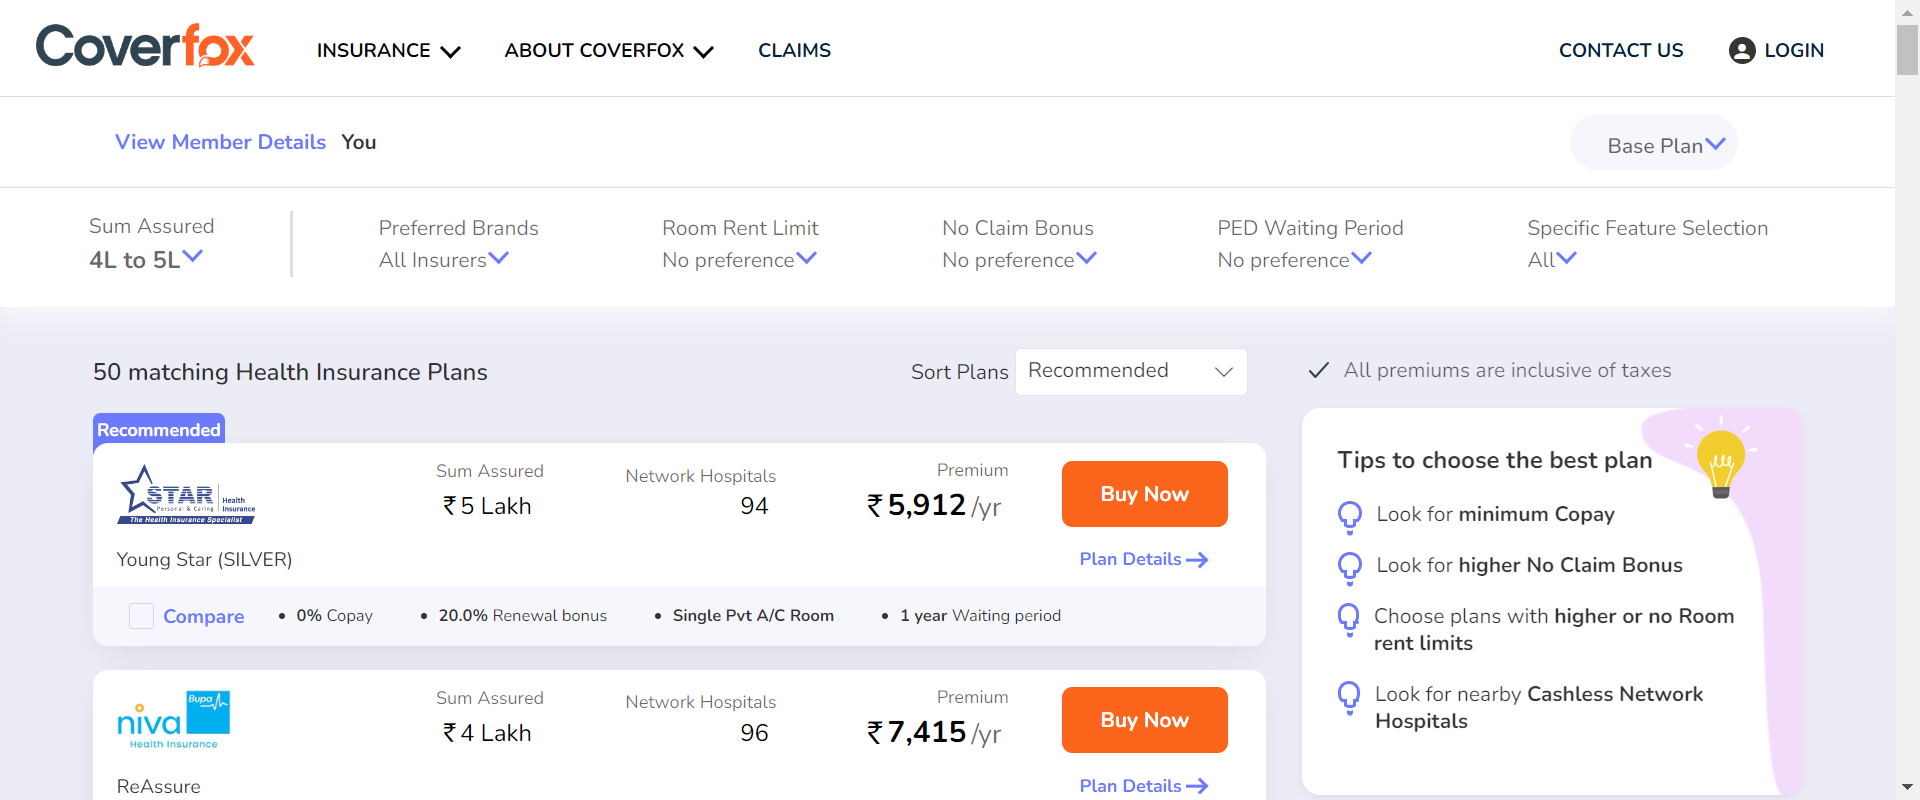 Coverfox INSURANCE ABOUT COVERFOX CLAIMS CONTACT US LOGIN
View Member Details You Base Plan
Sum Assured Preferred Brands Room Rent Limit No Claim Bonus PED Waiting Period Specific Feature Selection
4L to 5L All Insurers No preference No preference No preference All
50 matching Health Insurance Plans Sort Plans Recommended
Recommended
STAR Health Insurance
Personal & Caring
The Health Insurance Specialist
Sum Assured Network Hospitals Premium
₹ 5 Lakh 94 ₹ 5,912 /yr Buy Now
Young Star (SILVER) Plan Details
Compare • 0% Copay • 20.0% Renewal bonus • Single Pvt A/C Room • 1 year Waiting period
niva Bupa
Health Insurance
Sum Assured Network Hospitals Premium
₹ 4 Lakh 96 ₹ 7,415 /yr Buy Now
ReAssure Plan Details
All premiums are inclusive of taxes
Tips to choose the best plan
Look for minimum Copay
Look for higher No Claim Bonus
Choose plans with higher or no Room
rent limits
Look for nearby Cashless Network
Hospitals